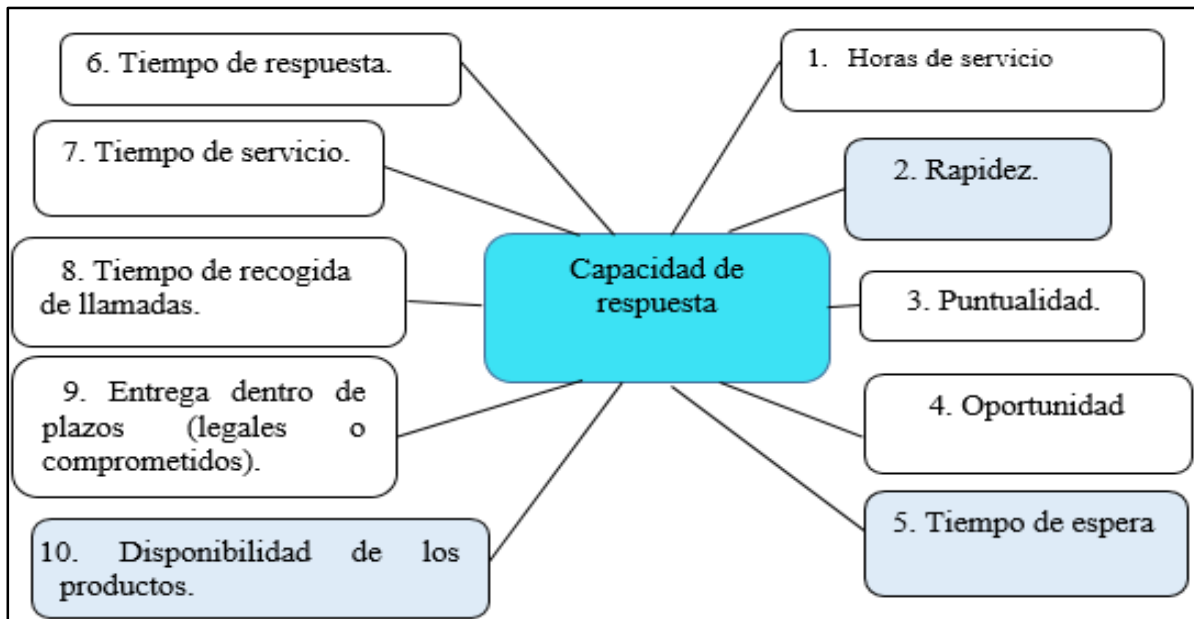 6. Tiempo de respuesta.
1. Horas de servicio
7. Tiempo de servicio.
2. Rapidez.
Capacidad de
respuesta
8. Tiempo de recogida
de llamadas.
3. Puntualidad.
9. Entrega dentro de
plazos (legales o
comprometidos).
4. Oportunidad
10. Disponibilidad de los
productos.
5. Tiempo de espera